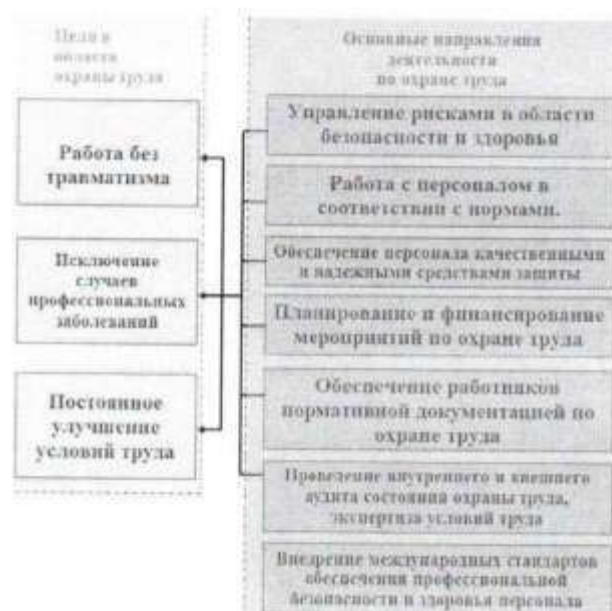 Цели в
области
охраны труда
Работа без
травматизма
Исключение
случаев
профессиональных
заболеваний
Постоянное
улучшение
условий труда
Основные направления
деятельности
по охране труда
Управление рисками в области
безопасности и здоровья
Работа с персоналом в
соответствии с нормами.
Обеспечение персонала качественными
и надежными средствами защиты
Планирование и финансирование
мероприятий по охране труда
Обеспечение работников
нормативной документацией по
охране труда
Проведение внутреннего и внешнего
аудита состояния охраны труда,
экспертиза условий труда
Внедрение международных стандартов
обеспечения профессиональной
безопасности и здоровья персонала